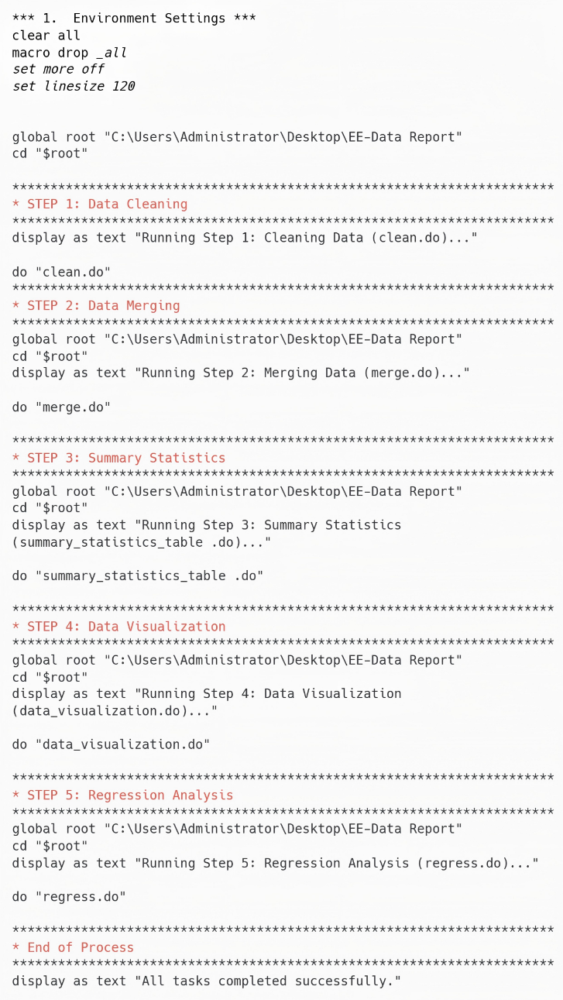 *** 1.  Environment Settings ***
clear all
macro drop _all
set more off
set linesize 120
global root "C:\Users\Administrator\Desktop\EE-Data Report"
cd "$root"
***********************************************************************
* STEP 1: Data Cleaning
***********************************************************************
display as text "Running Step 1: Cleaning Data (clean.do)..."
do "clean.do"
***********************************************************************
* STEP 2: Data Merging
***********************************************************************
global root "C:\Users\Administrator\Desktop\EE-Data Report"
cd "$root"
display as text "Running Step 2: Merging Data (merge.do)..."
do "merge.do"
***********************************************************************
* STEP 3: Summary Statistics
***********************************************************************
global root "C:\Users\Administrator\Desktop\EE-Data Report"
cd "$root"
display as text "Running Step 3: Summary Statistics
(summary_statistics_table .do)..."
do "summary_statistics_table .do"
***********************************************************************
* STEP 4: Data Visualization
***********************************************************************
global root "C:\Users\Administrator\Desktop\EE-Data Report"
cd "$root"
display as text "Running Step 4: Data Visualization
(data_visualization.do)..."
do "data_visualization.do"
***********************************************************************
* STEP 5: Regression Analysis
***********************************************************************
global root "C:\Users\Administrator\Desktop\EE-Data Report"
cd "$root"
display as text "Running Step 5: Regression Analysis (regress.do)..."
do "regress.do"
***********************************************************************
* End of Process
***********************************************************************
display as text "All tasks completed successfully."